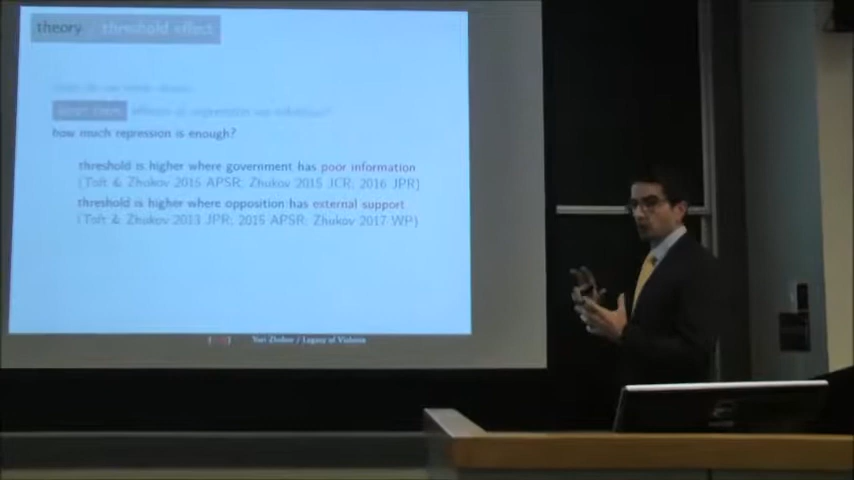 theory threshold effect
how much repression is enough?
threshold is higher where government has poor information
(Toft & Zhukov 2015 APSR; Zhukov 2015 JCR; 2016 JPR)
threshold is higher where opposition has external support
(Toft & Zhukov 2013 JPR; 2015 APSR; Zhukov 2017 WP)
Yuri Zhukov / Legacy of Violence